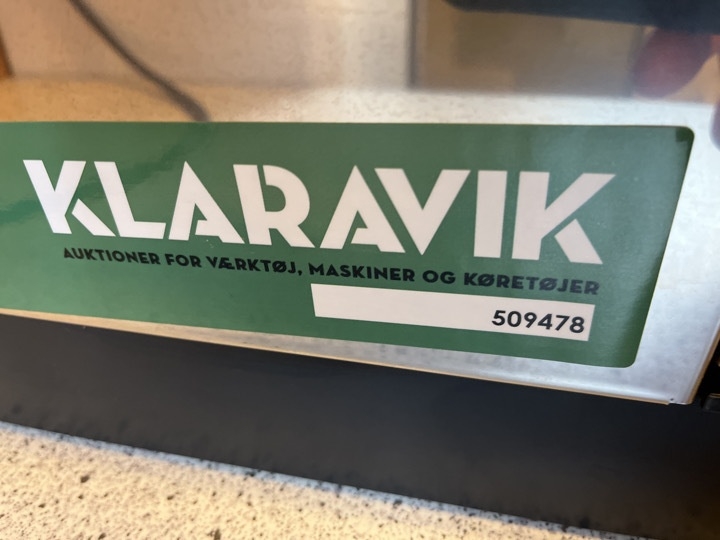 KLARAVIK
AUKTIONER FOR VÆRKTØJ, MASKINER OG KØRETØJER
509478